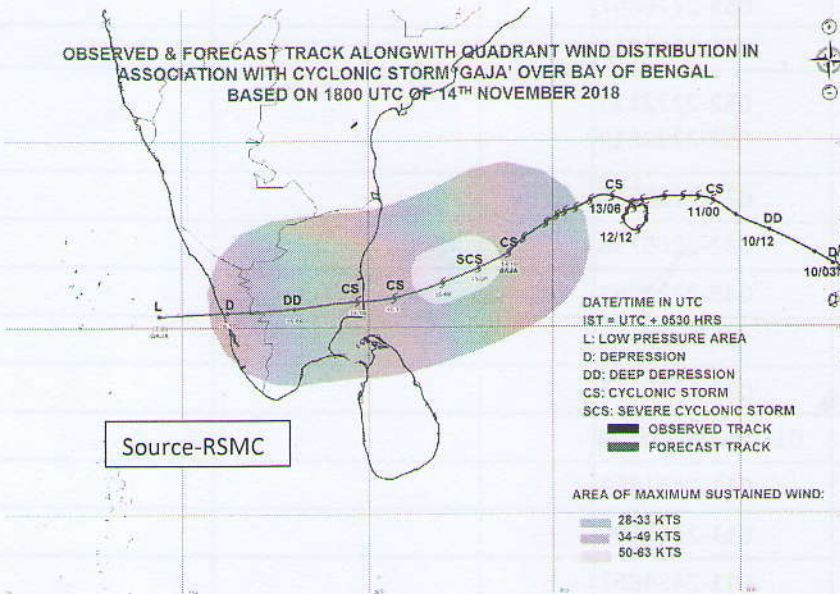 OBSERVED & FORECAST TRACK ALONGWITH QUADRANT WIND DISTRIBUTION IN
ASSOCIATION WITH CYCLONIC STORM 'GAJA' OVER BAY OF BENGAL
BASED ON 1800 UTC OF 14TH NOVEMBER 2018
CS
13/06
CS
11/00
12/12
DD
10/12
D
10/03
CS
GAJA
SCS
CS
CS
DD
D
L
GAJA
DATE/TIME IN UTC
IST = UTC + 0530 HRS
L: LOW PRESSURE AREA
D: DEPRESSION
DD: DEEP DEPRESSION
CS: CYCLONIC STORM
SCS: SEVERE CYCLONIC STORM
OBSERVED TRACK
FORECAST TRACK
Source-RSMC
AREA OF MAXIMUM SUSTAINED WIND:
28-33 KTS
34-49 KTS
50-63 KTS